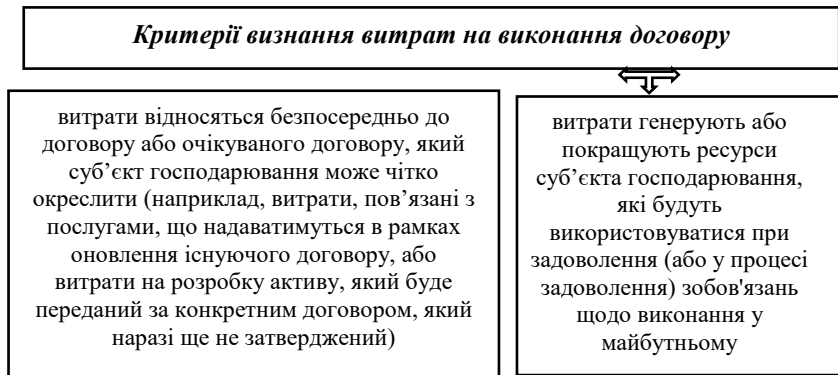 Критерії визнання витрат на виконання договору
витрати відносяться безпосередньо до
договору або очікуваного договору, який
суб’єкт господарювання може чітко
окреслити (наприклад, витрати, пов’язані з
послугами, що надаватимуться в рамках
оновлення існуючого договору, або
витрати на розробку активу, який буде
переданий за конкретним договором, який
наразі ще не затверджений)
витрати генерують або
покращують ресурси
суб’єкта господарювання,
які будуть
використовуватися при
задоволення (або у процесі
задоволення) зобов'язань
щодо виконання у
майбутньому